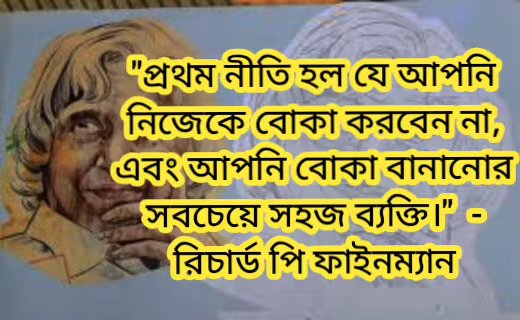 "প্রথম নীতি হল যে আপনি
নিজেকে বোকা করবেন না,
এবং আপনি বোকা বানানোর
সবচেয়ে সহজ ব্যক্তি।" -
রিচার্ড পি ফাইনম্যান